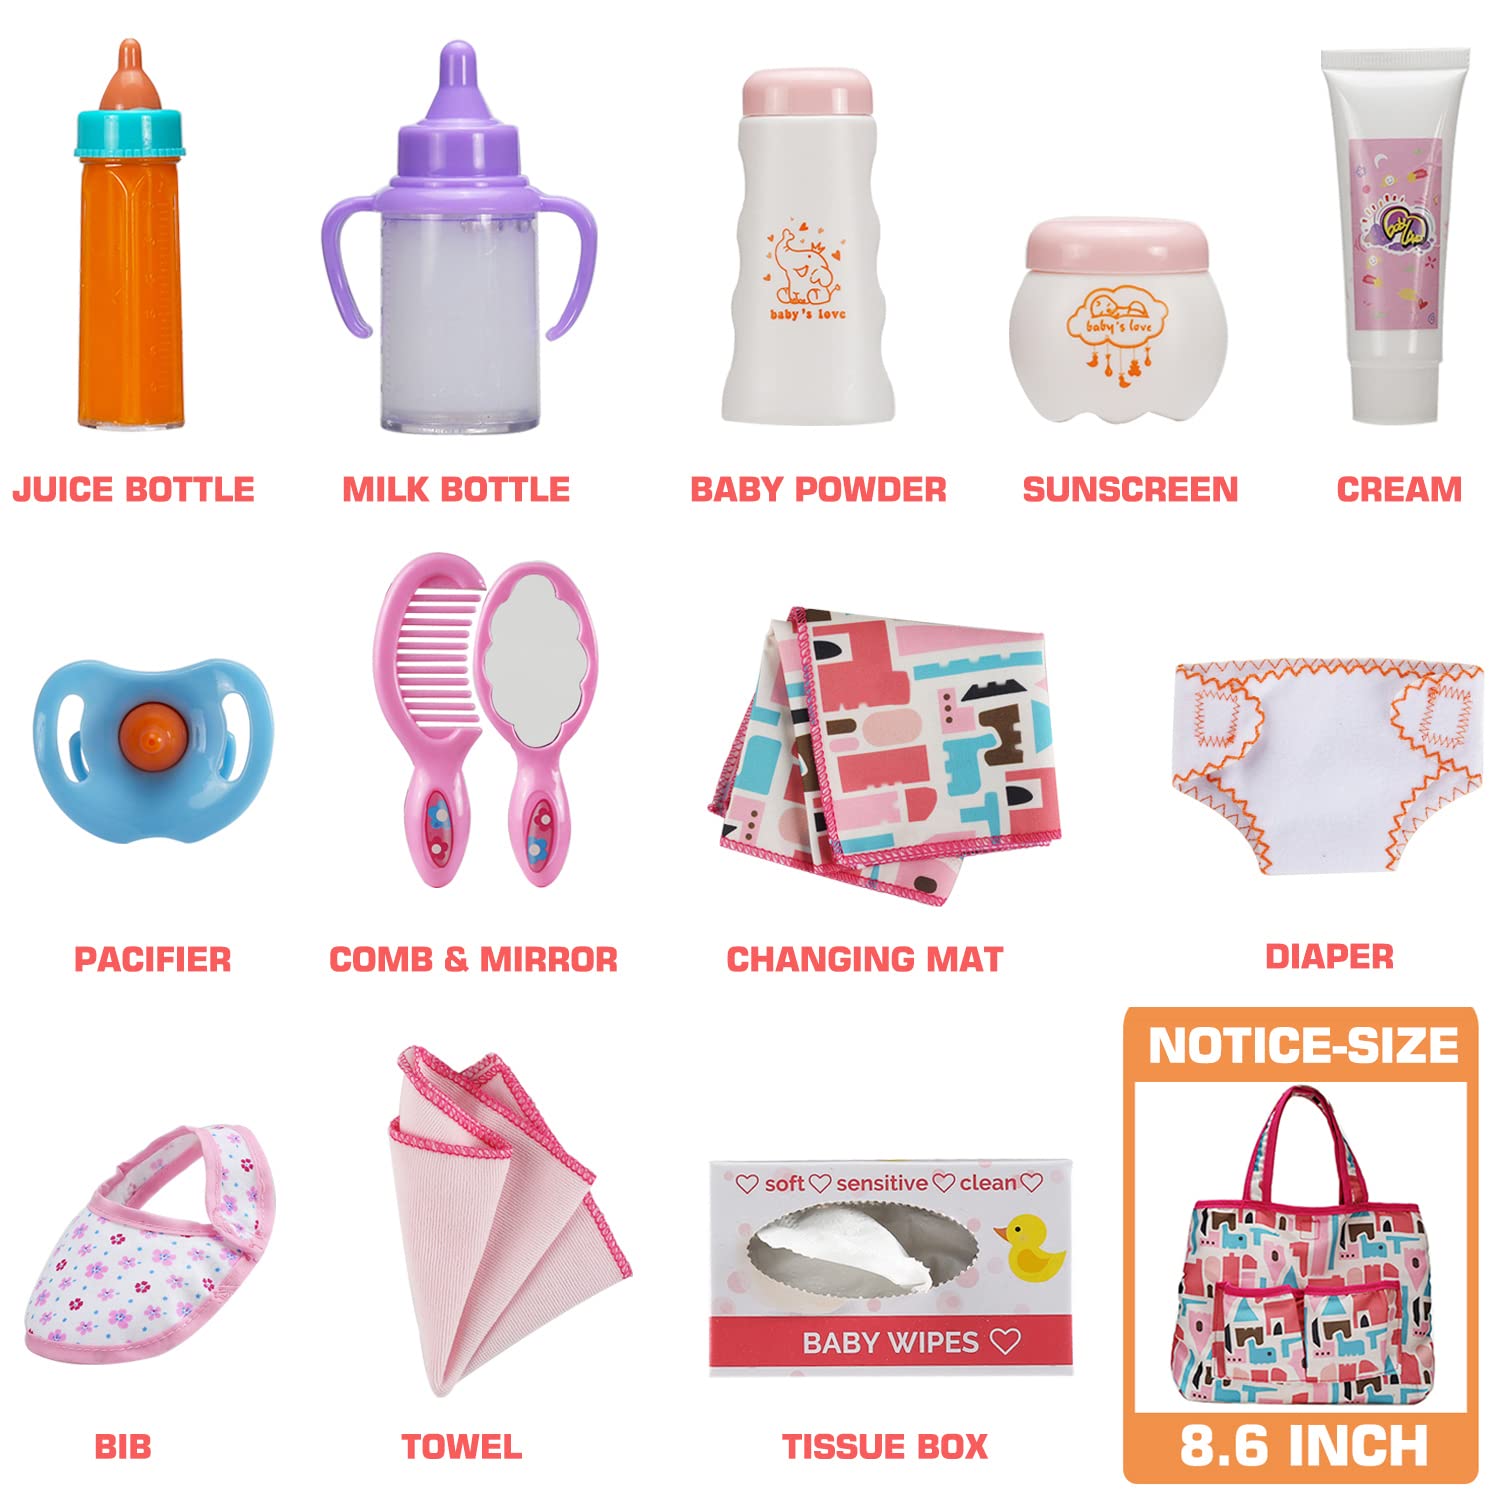 baby's love
baby's love
baby
JUICE BOTTLE
MILK BOTTLE
BABY POWDER
SUNSCREEN
CREAM
PACIFIER
COMB & MIRROR
CHANGING MAT
DIAPER
NOTICE-SIZE
soft sensitive clean
BABY WIPES
BIB
TOWEL
TISSUE BOX
8.6 INCH